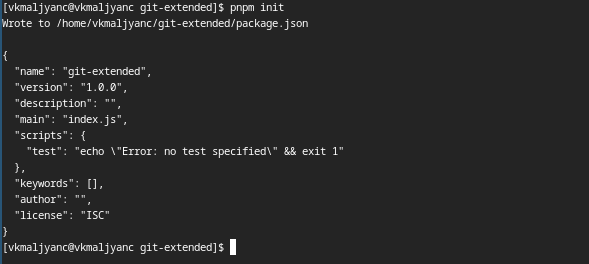 [vkmaljyanc@vkmaljyanc git-extended]$ pnpm init
Wrote to /home/vkmaljyanc/git-extended/package.json

{
  "name": "git-extended",
  "version": "1.0.0",
  "description": "",
  "main": "index.js",
  "scripts": {
    "test": "echo \"Error: no test specified\" && exit 1"
  },
  "keywords": [],
  "author": "",
  "license": "ISC"
}
[vkmaljyanc@vkmaljyanc git-extended]$